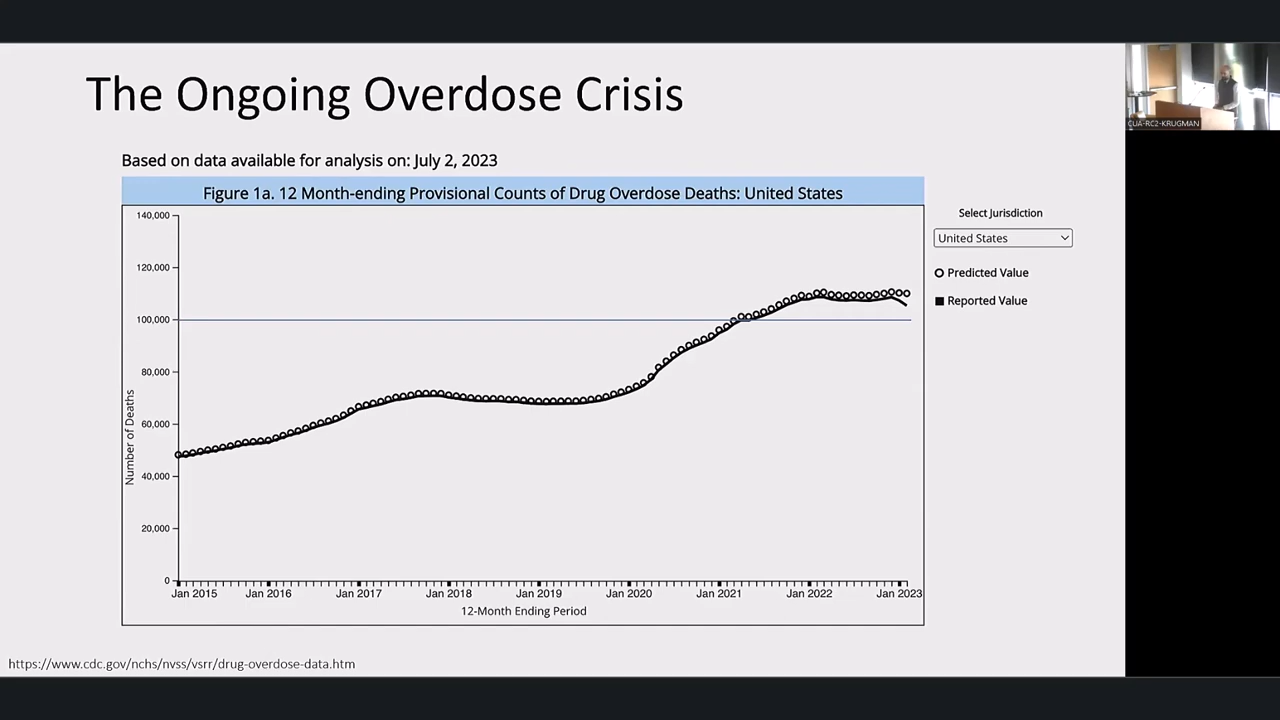 The Ongoing Overdose Crisis
CUA-RC2-KRUGMAN
Based on data available for analysis on: July 2, 2023
Figure 1a. 12 Month-ending Provisional Counts of Drug Overdose Deaths: United States
Select Jurisdiction
United States
Predicted Value
Reported Value
Number of Deaths
140,000
120,000
100,000
80,000
60,000
40,000
20,000
0
Jan 2015 Jan 2016 Jan 2017 Jan 2018 Jan 2019 Jan 2020 Jan 2021 Jan 2022 Jan 2023
12-Month Ending Period
https://www.cdc.gov/nchs/nvss/vsrr/drug-overdose-data.htm